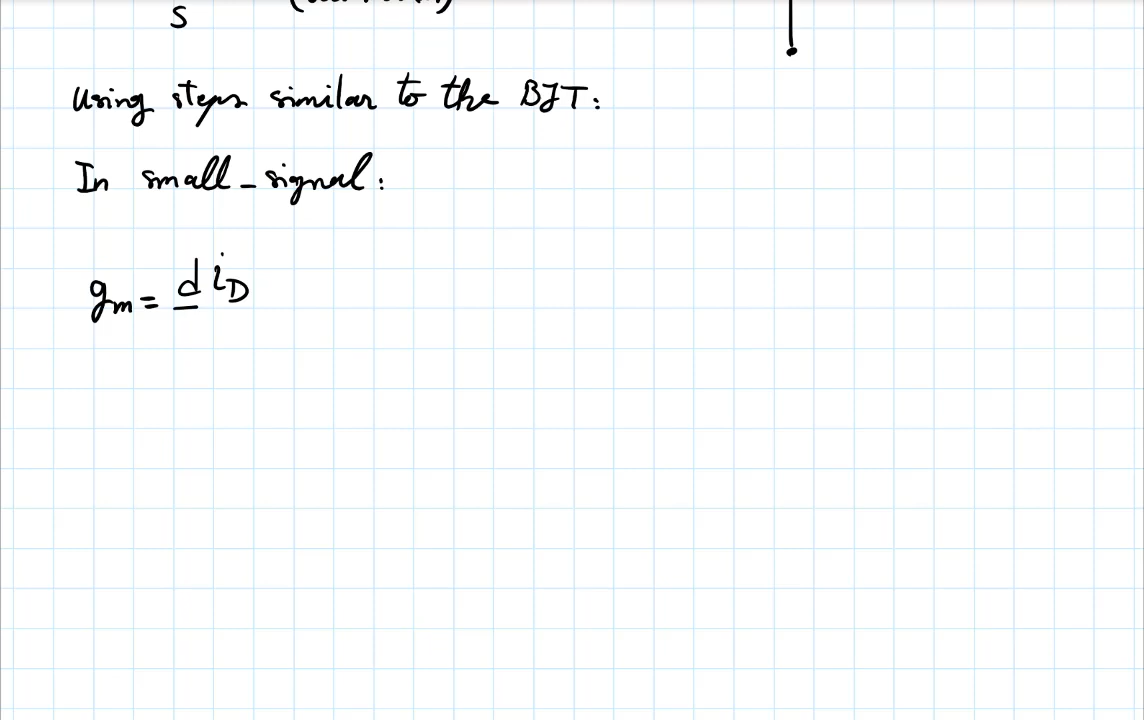 S
Using steps similar to the BJT:
In small-signal:
gm = d iD